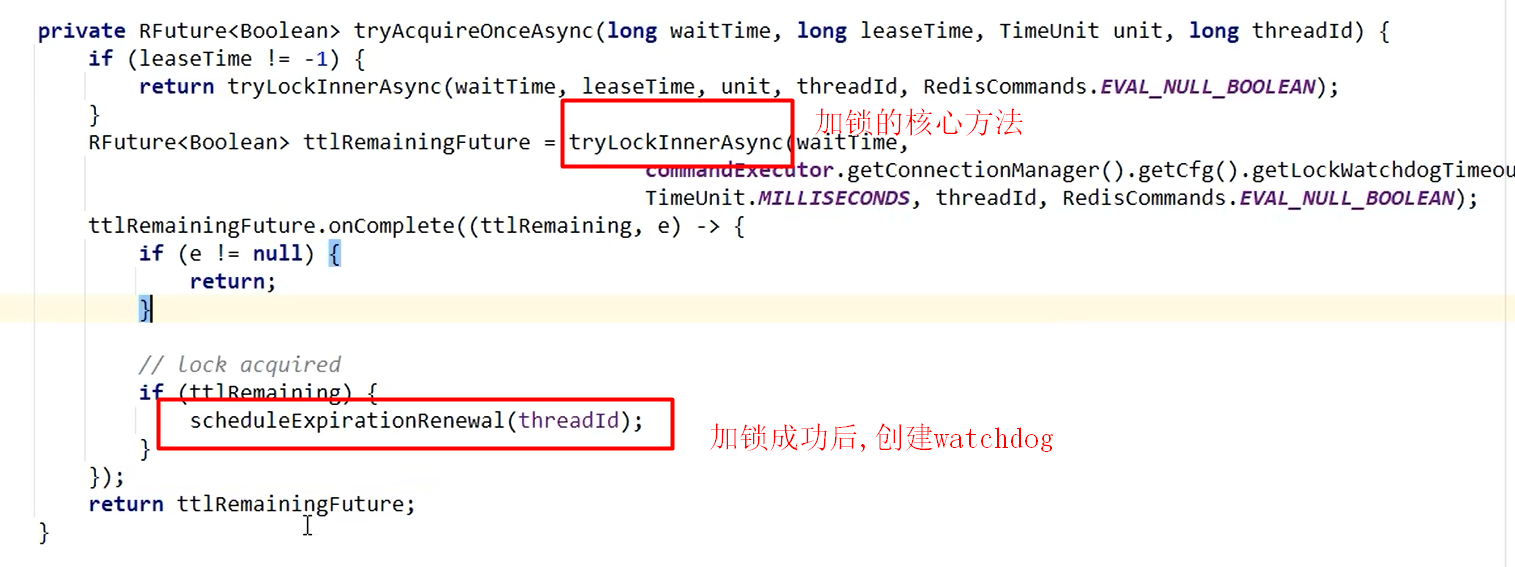 private RFuture<Boolean> tryAcquireOnceAsync(long waitTime, long leaseTime, TimeUnit unit, long threadId) {
if (leaseTime != -1) {
return tryLockInnerAsync(waitTime, leaseTime, unit, threadId, RedisCommands.EVAL_NULL_BOOLEAN);
}
加锁的核心方法
RFuture<Boolean> ttlRemainingFuture = tryLockInnerAsync(waitTime,
commandExecutor.getConnectionManager().getCfg().getLockWatchdogTimeou
TimeUnit.MILLISECONDS, threadId, RedisCommands.EVAL_NULL_BOOLEAN);
ttlRemainingFuture.onComplete((ttlRemaining, e) -> {
if (e != null) {
return;
}
// lock acquired
if (ttlRemaining) {
scheduleExpirationRenewal(threadId);
加锁成功后,创建watchdog
}
});
return ttlRemainingFuture;
}